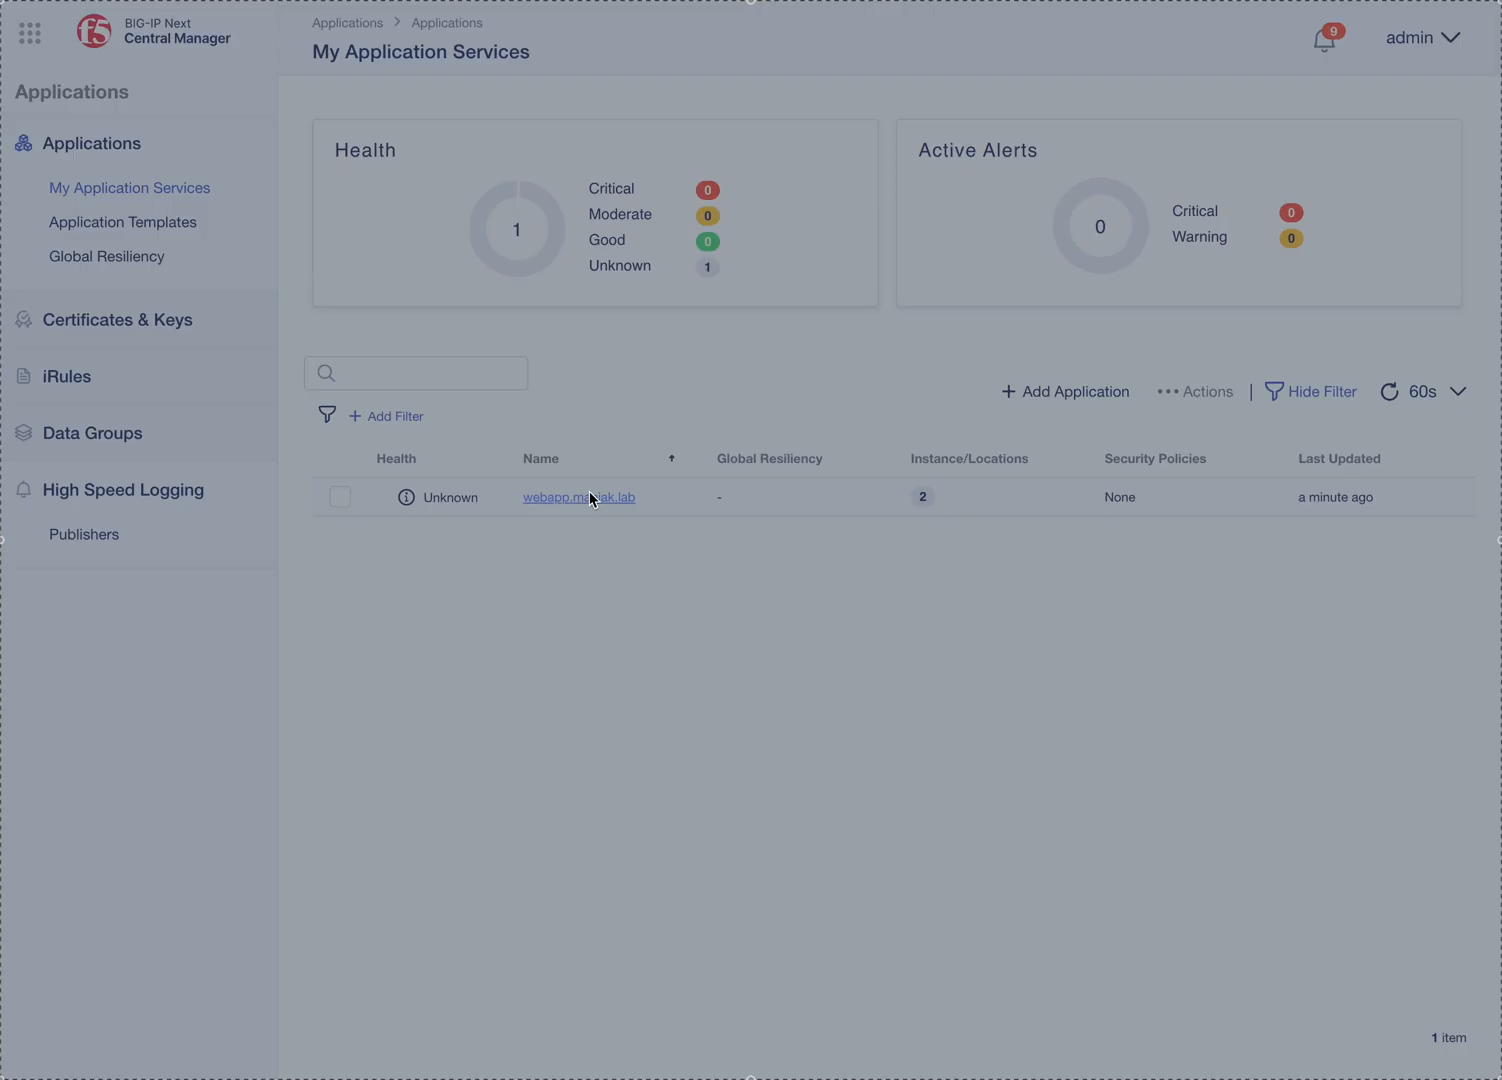 BIG-IP Next
Central Manager
Applications > Applications
My Application Services
9
admin
Applications
Applications
My Application Services
Application Templates
Global Resiliency
Certificates & Keys
iRules
Data Groups
High Speed Logging
Publishers
Health
1
Critical 0
Moderate 0
Good 0
Unknown 1
Active Alerts
0
Critical 0
Warning 0
+ Add Application ••• Actions | Hide Filter 60s
+ Add Filter
Health Name Global Resiliency Instance/Locations Security Policies Last Updated
Unknown - 2 None a minute ago
1 item